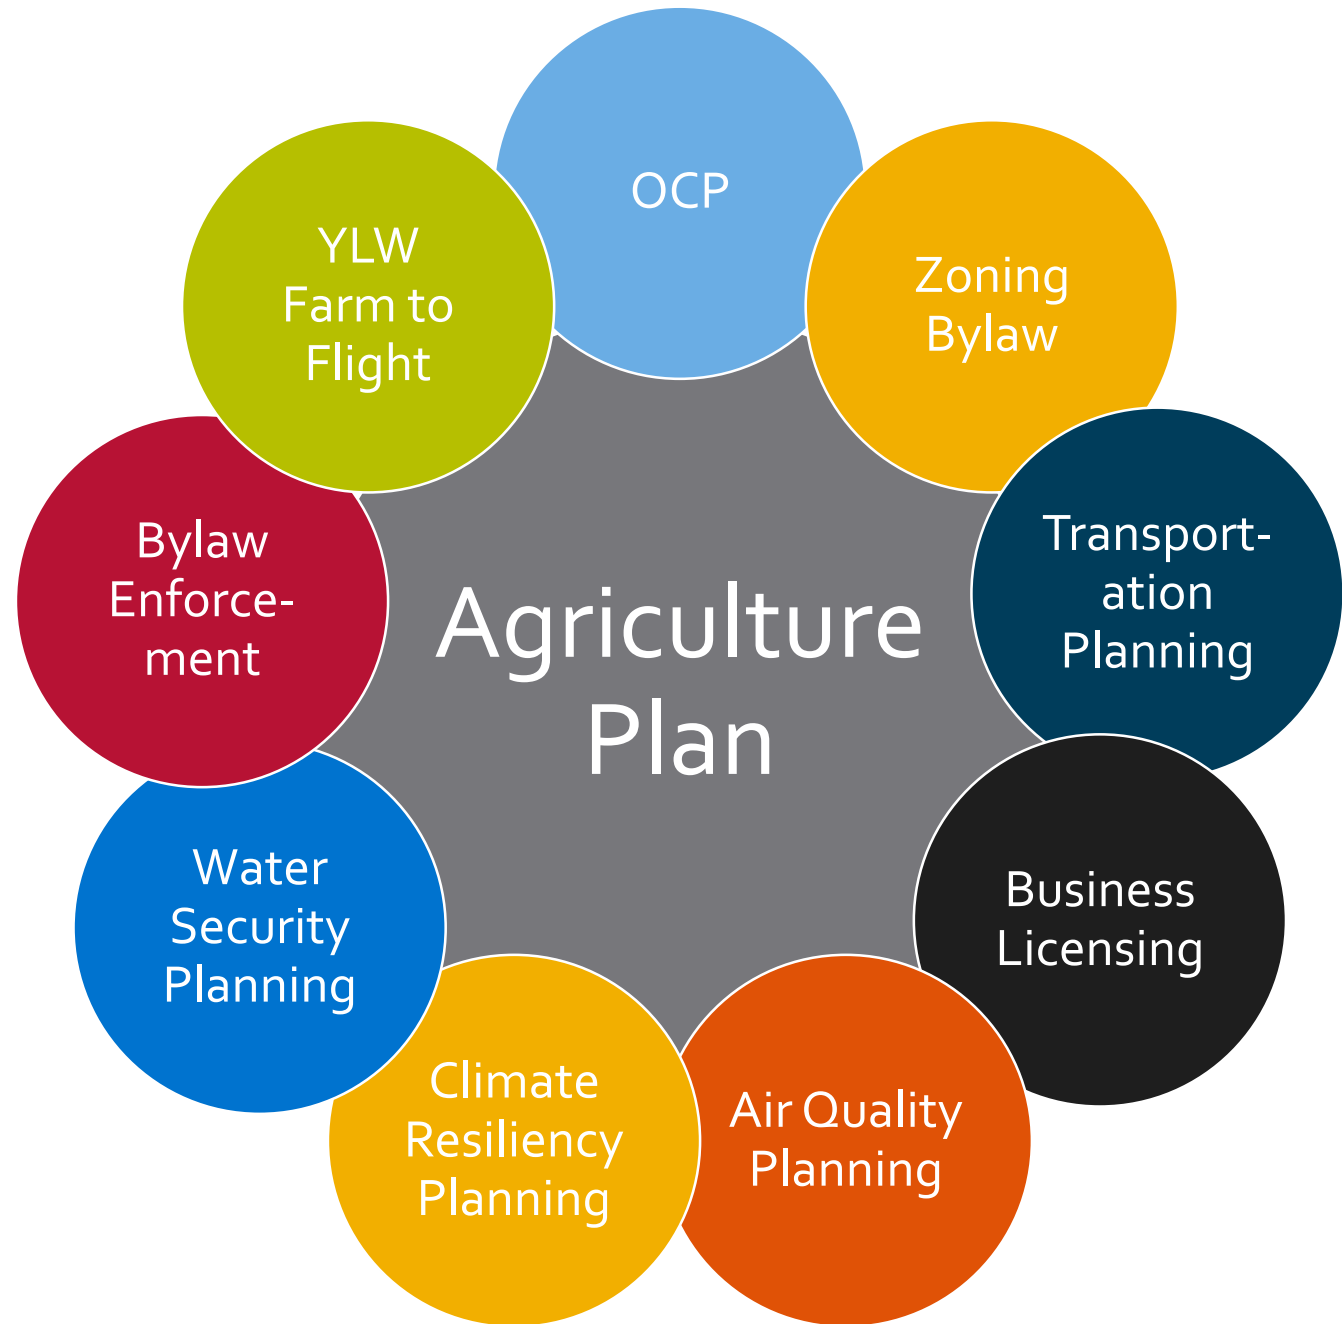 OCP
Zoning
Bylaw
Transport-
ation
Planning
Business
Licensing
Air Quality
Planning
Climate
Resiliency
Planning
Water
Security
Planning
Bylaw
Enforce-
ment
YLW
Farm to
Flight
Agriculture
Plan